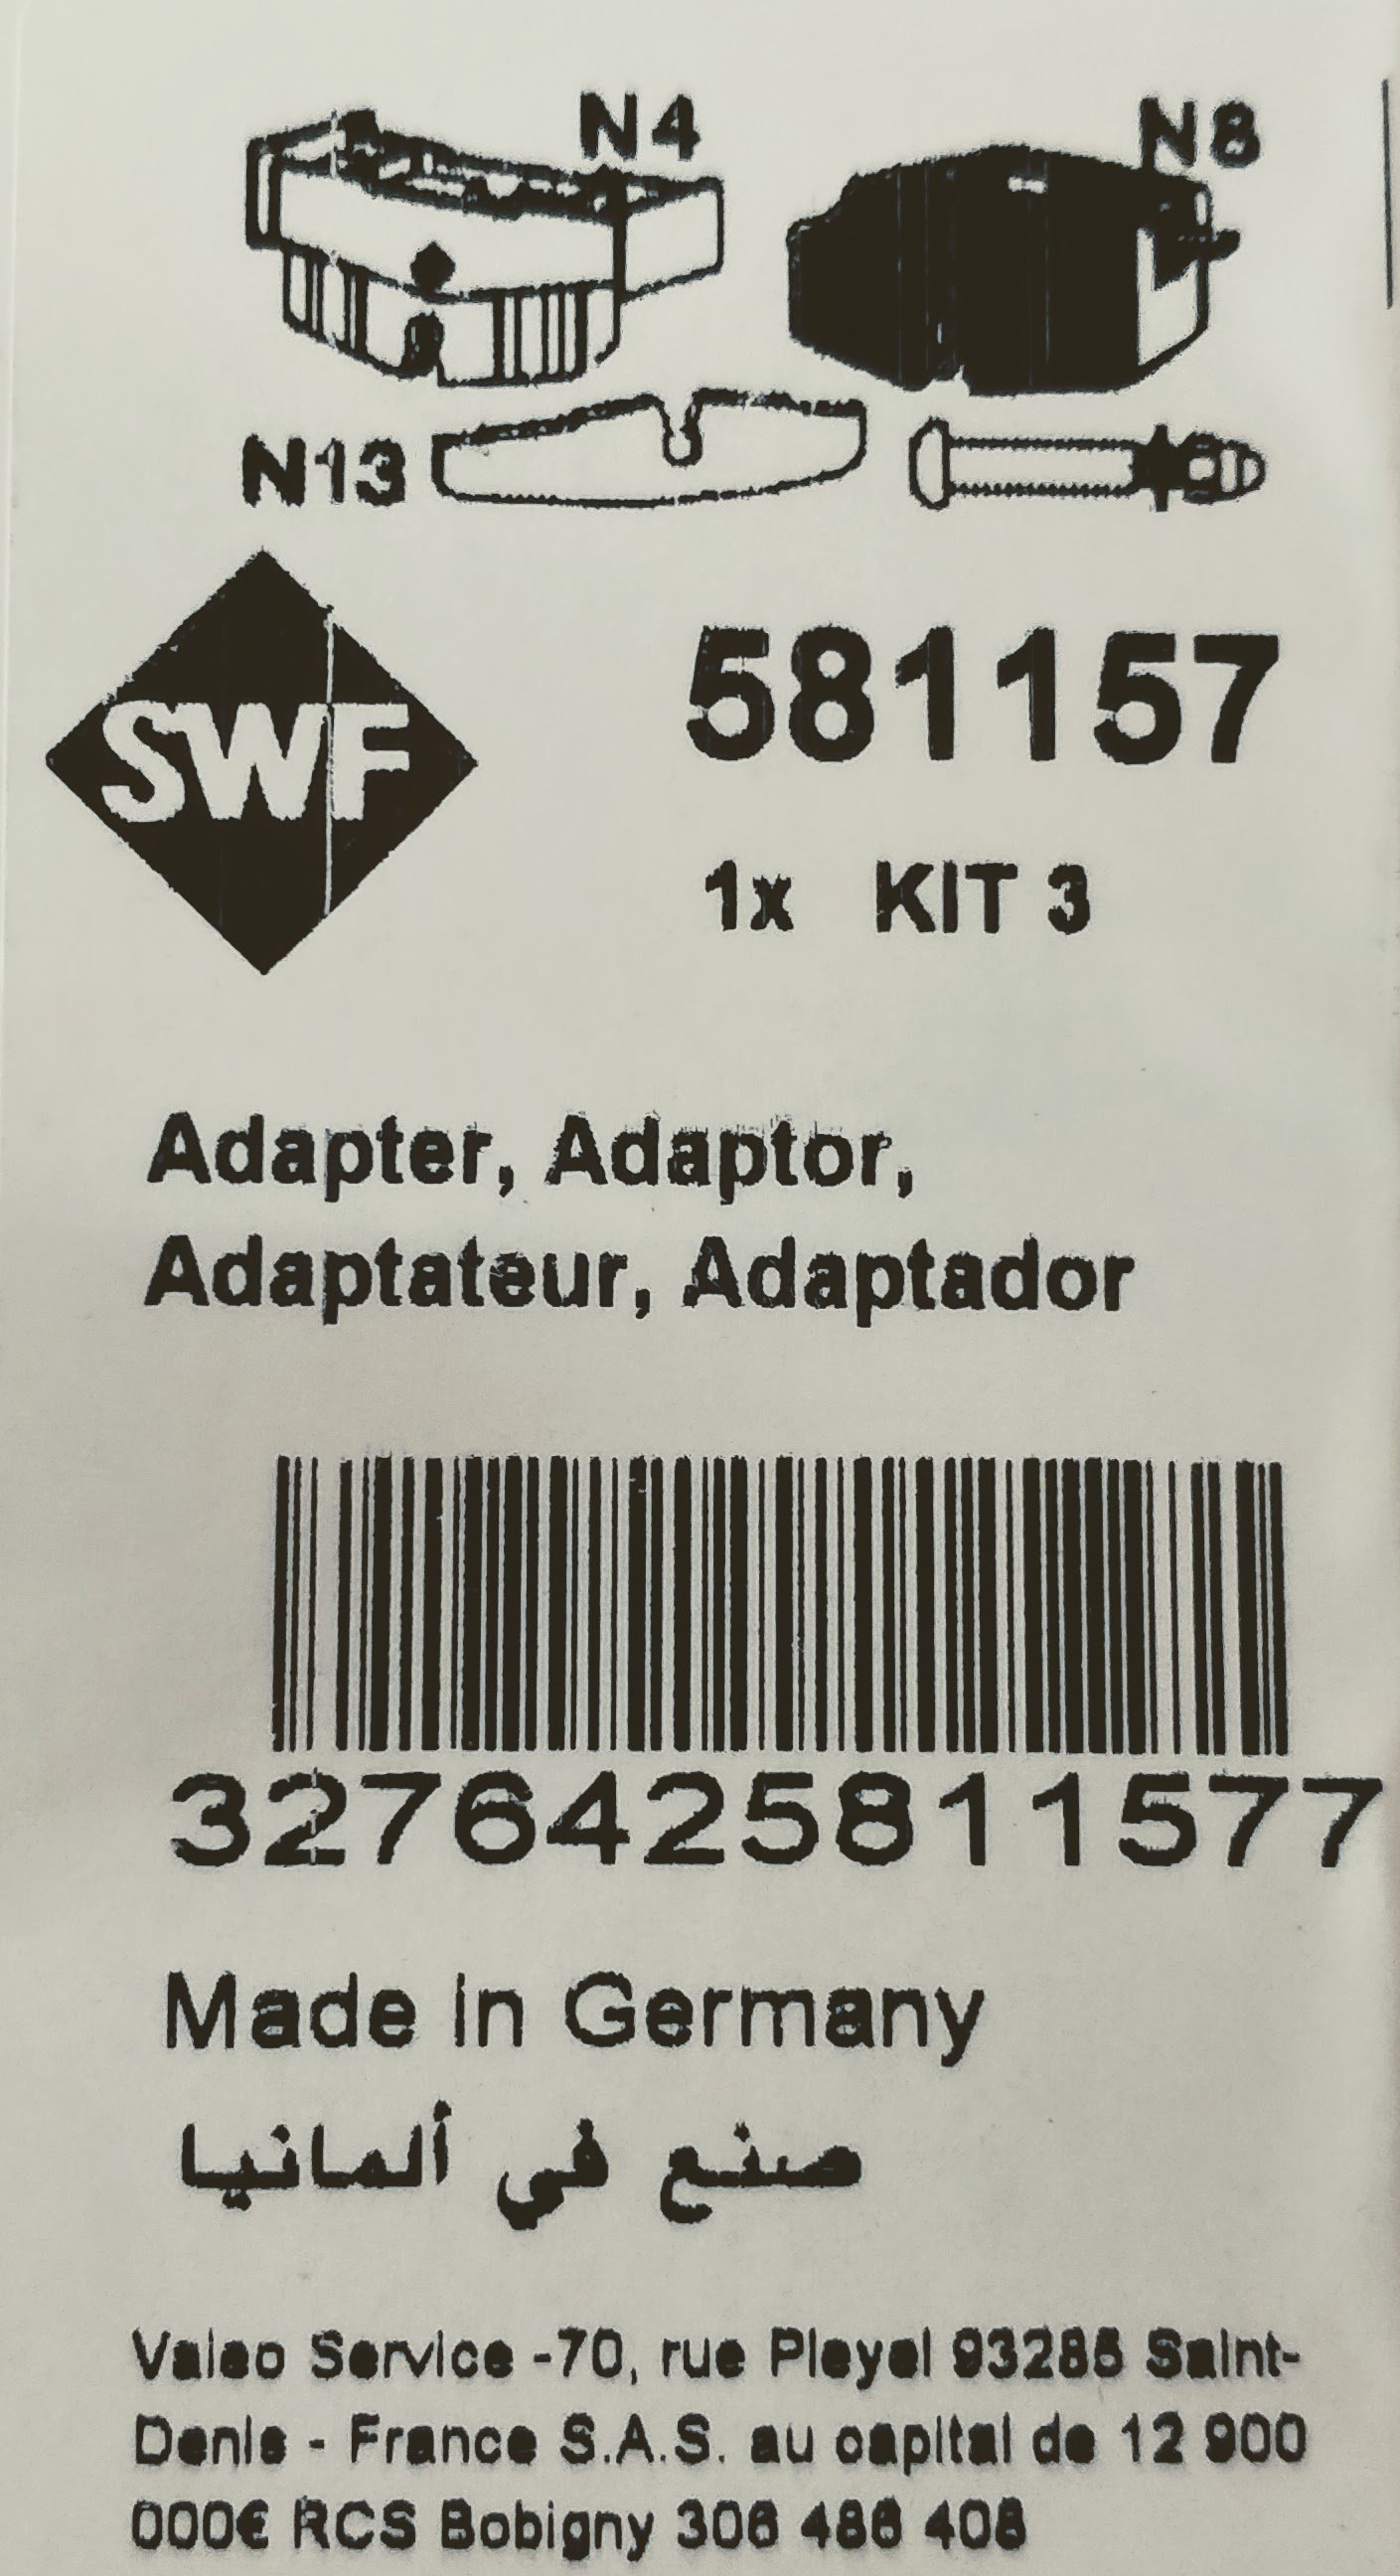 N4
N8
N13
SWF
581157
1x KIT 3
Adapter, Adaptor,
Adaptateur, Adaptador
3276425811577
Made in Germany
صنع في ألمانيا
Valeo Service -70, rue Pleyel 93285 Saint-
Denis - France S.A.S. au capital de 12 900
000€ RCS Bobigny 306 486 408